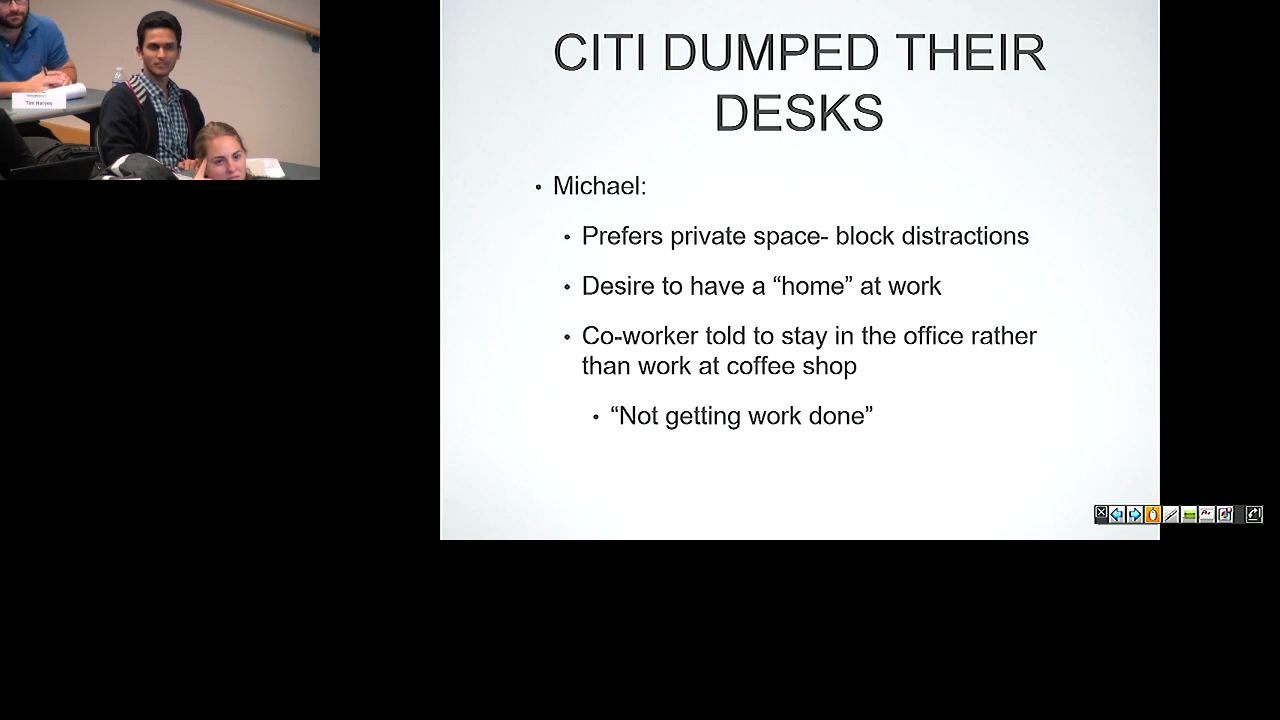 Tim Harvey
CITI DUMPED THEIR
DESKS
• Michael:
• Prefers private space- block distractions
• Desire to have a “home” at work
• Co-worker told to stay in the office rather
than work at coffee shop
• “Not getting work done”